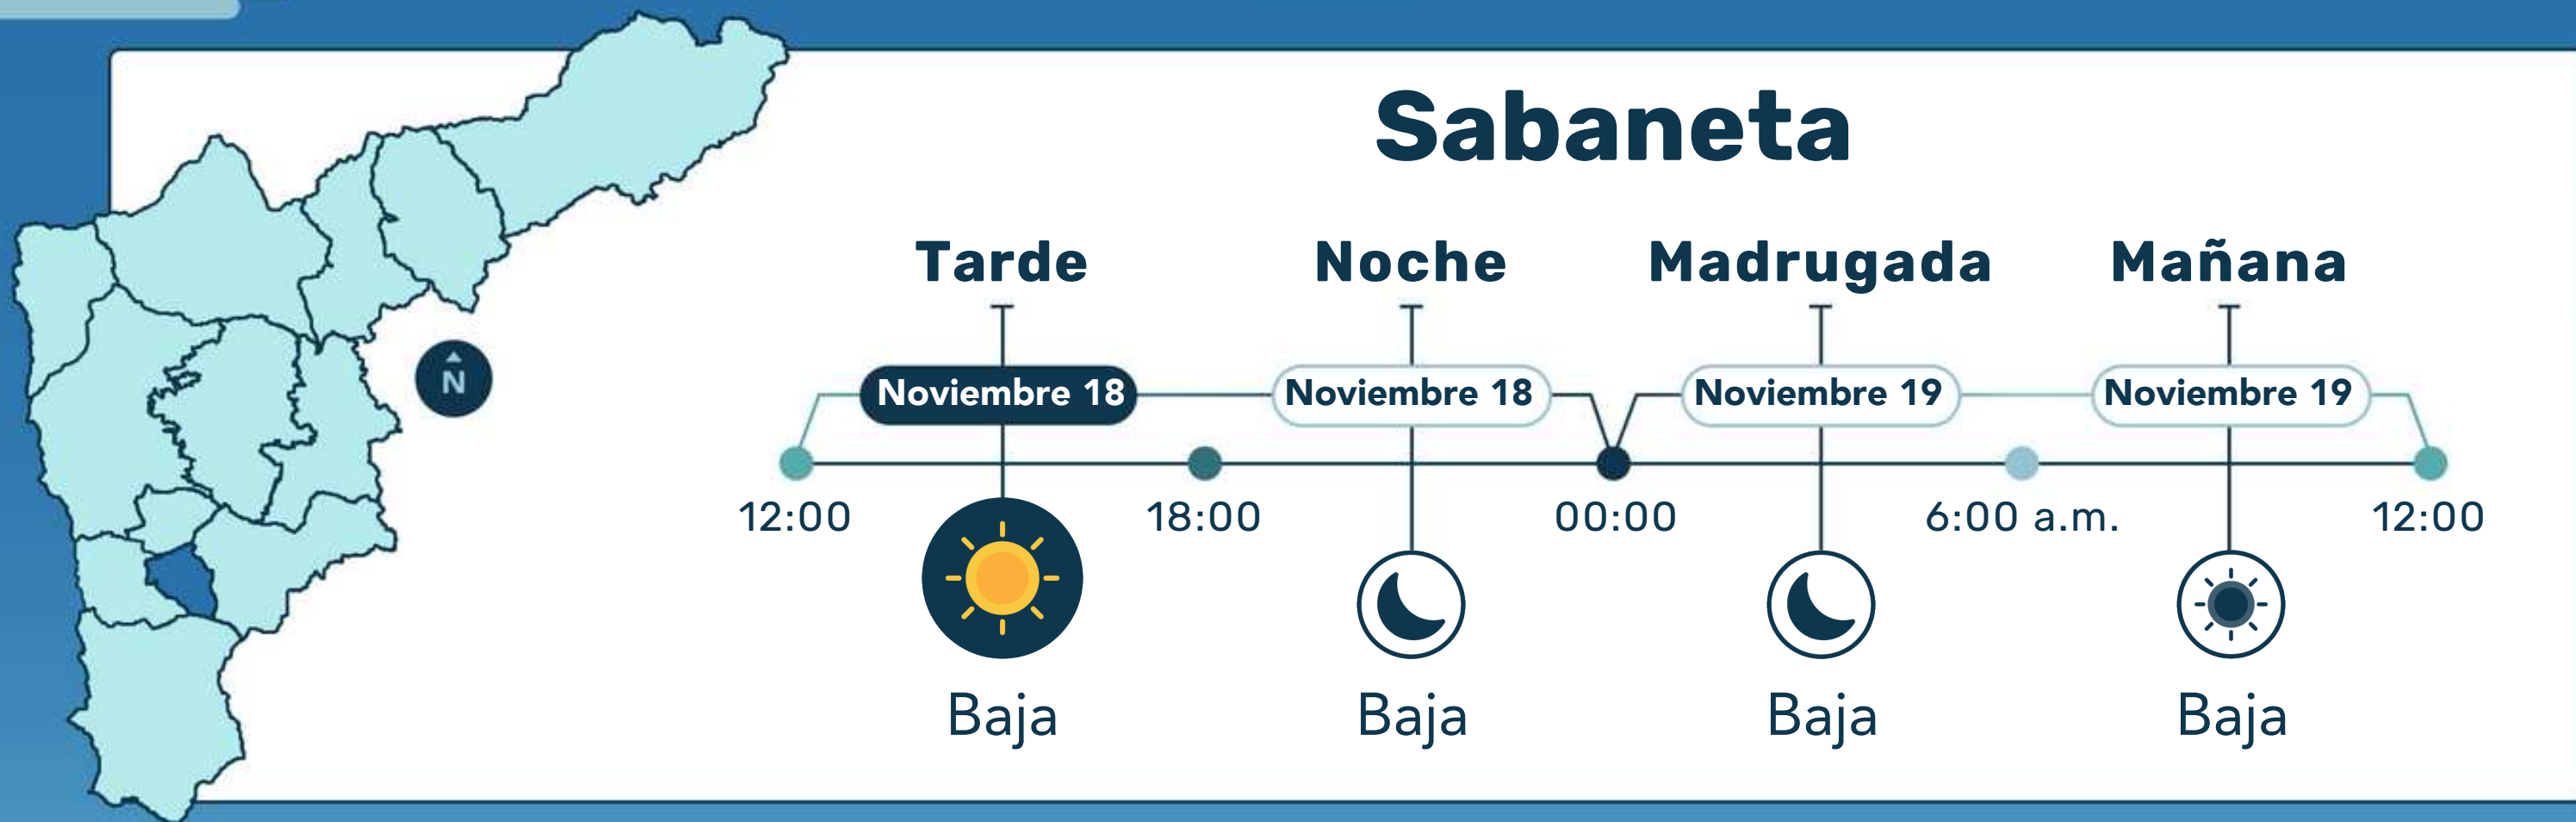 Sabaneta
Tarde Noche Madrugada Mañana
N
Noviembre 18 Noviembre 18 Noviembre 19 Noviembre 19
12:00 18:00 00:00 6:00 a.m. 12:00
Baja Baja Baja Baja